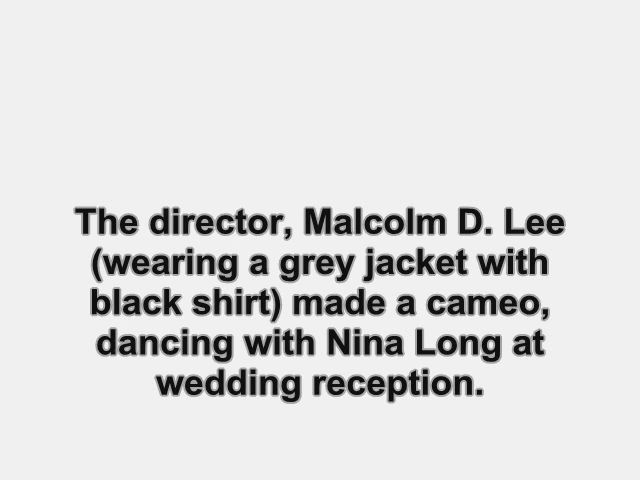 The director, Malcolm D. Lee
(wearing a grey jacket with
black shirt) made a cameo,
dancing with Nina Long at
wedding reception.